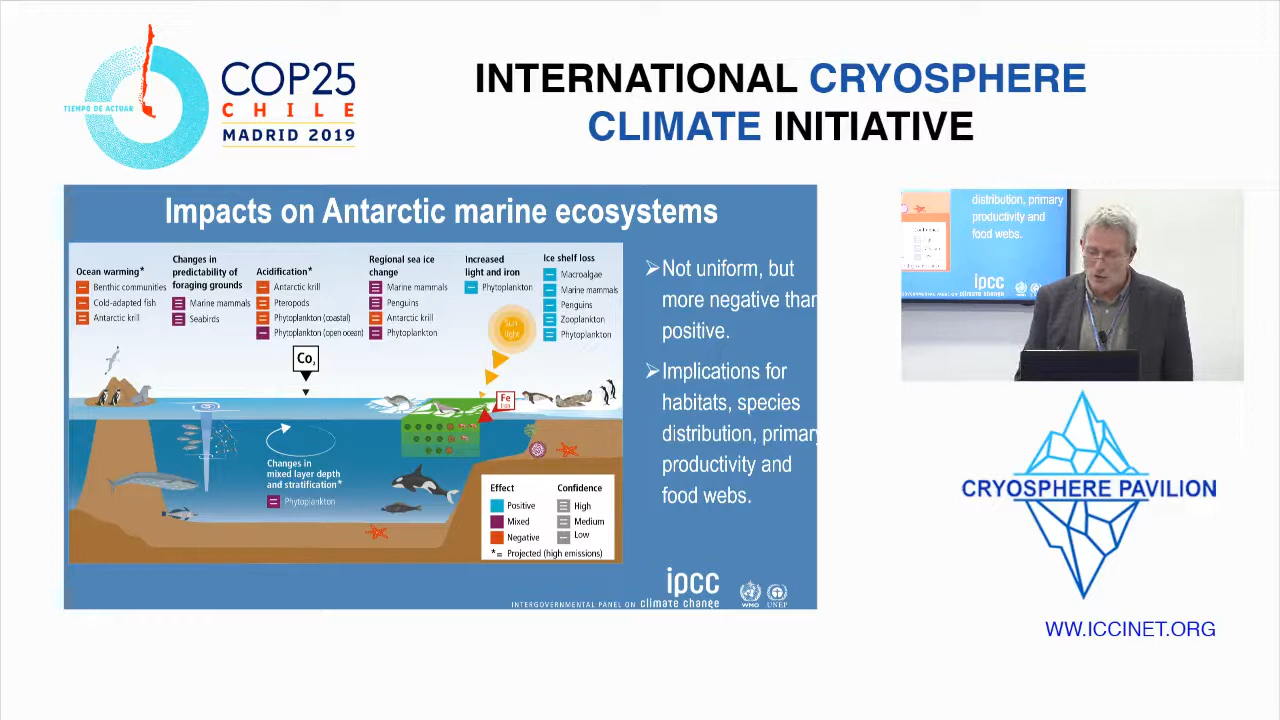 TIEMPO DE ACTUAR
COP25
CHILE
MADRID 2019
INTERNATIONAL CRYOSPHERE
CLIMATE INITIATIVE
Impacts on Antarctic marine ecosystems
Ocean warming*
Benthic communities
Cold-adapted fish
Antarctic krill
Changes in
predictability of
foraging grounds
Marine mammals
Seabirds
Acidification*
Antarctic krill
Pteropods
Phytoplankton (coastal)
Phytoplankton (open ocean)
Regional sea ice
change
Marine mammals
Penguins
Antarctic krill
Phytoplankton
Increased
light and iron
Phytoplankton
Ice shelf loss
Macroalgae
Marine mammals
Penguins
Zooplankton
Phytoplankton
Sun
light
Co₂
Fe
Changes in
mixed layer depth
and stratification*
Phytoplankton
Effect
Positive
Mixed
Negative
Confidence
High
Medium
Low
*= Projected (high emissions)
➢Not uniform, but
more negative than
positive.
➢Implications for
habitats, species
distribution, primary
productivity and
food webs.
ipcc
INTERGOVERNMENTAL PANEL ON climate change
WMO UNEP
distribution, primary
productivity and
food webs.
ipcc
climate change
CRYOSPHERE PAVILION
WW.ICCINET.ORG